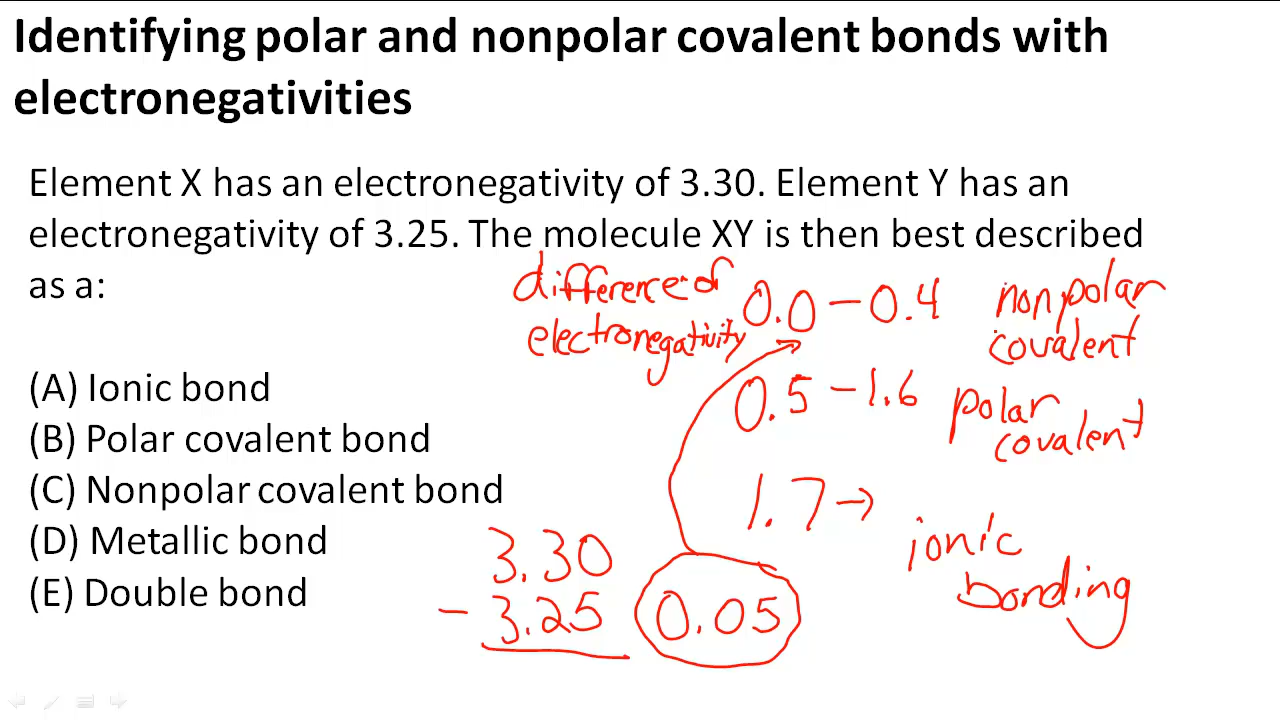 Identifying polar and nonpolar covalent bonds with
electronegativities
Element X has an electronegativity of 3.30. Element Y has an
electronegativity of 3.25. The molecule XY is then best described
as a:
difference of
electronegativity
0.0 – 0.4 nonpolar
covalent
0.5 – 1.6 polar
covalent
1.7 → ionic
bonding
(A) Ionic bond
(B) Polar covalent bond
(C) Nonpolar covalent bond
(D) Metallic bond
(E) Double bond
3.30
– 3.25
0.05